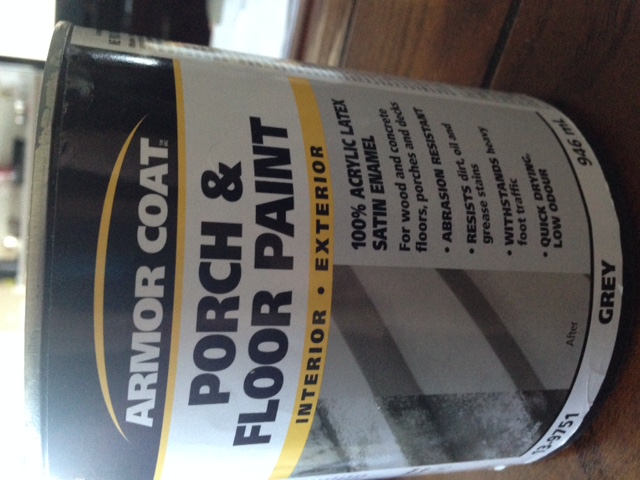 ARMOR COAT
PORCH &
FLOOR PAINT
INTERIOR • EXTERIOR
100% ACRYLIC LATEX
SATIN ENAMEL
For wood and concrete
floors, porches and decks
• ABRASION RESISTANT
• RESISTS dirt, oil and
grease stains
• WITHSTANDS heavy
foot traffic
• QUICK DRYING,
LOW ODOUR
After
13-9751
GREY
946 mL